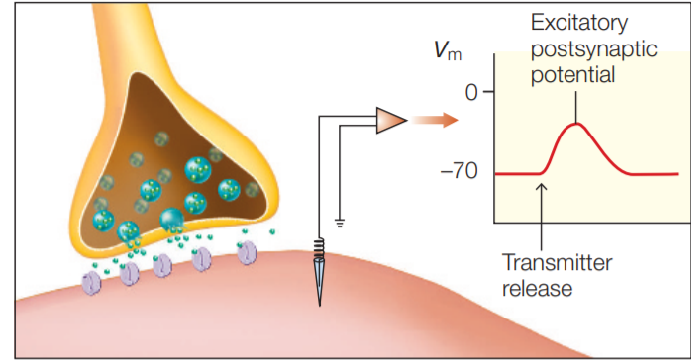 Excitatory
postsynaptic
potential
Vm
0
–70
Transmitter
release